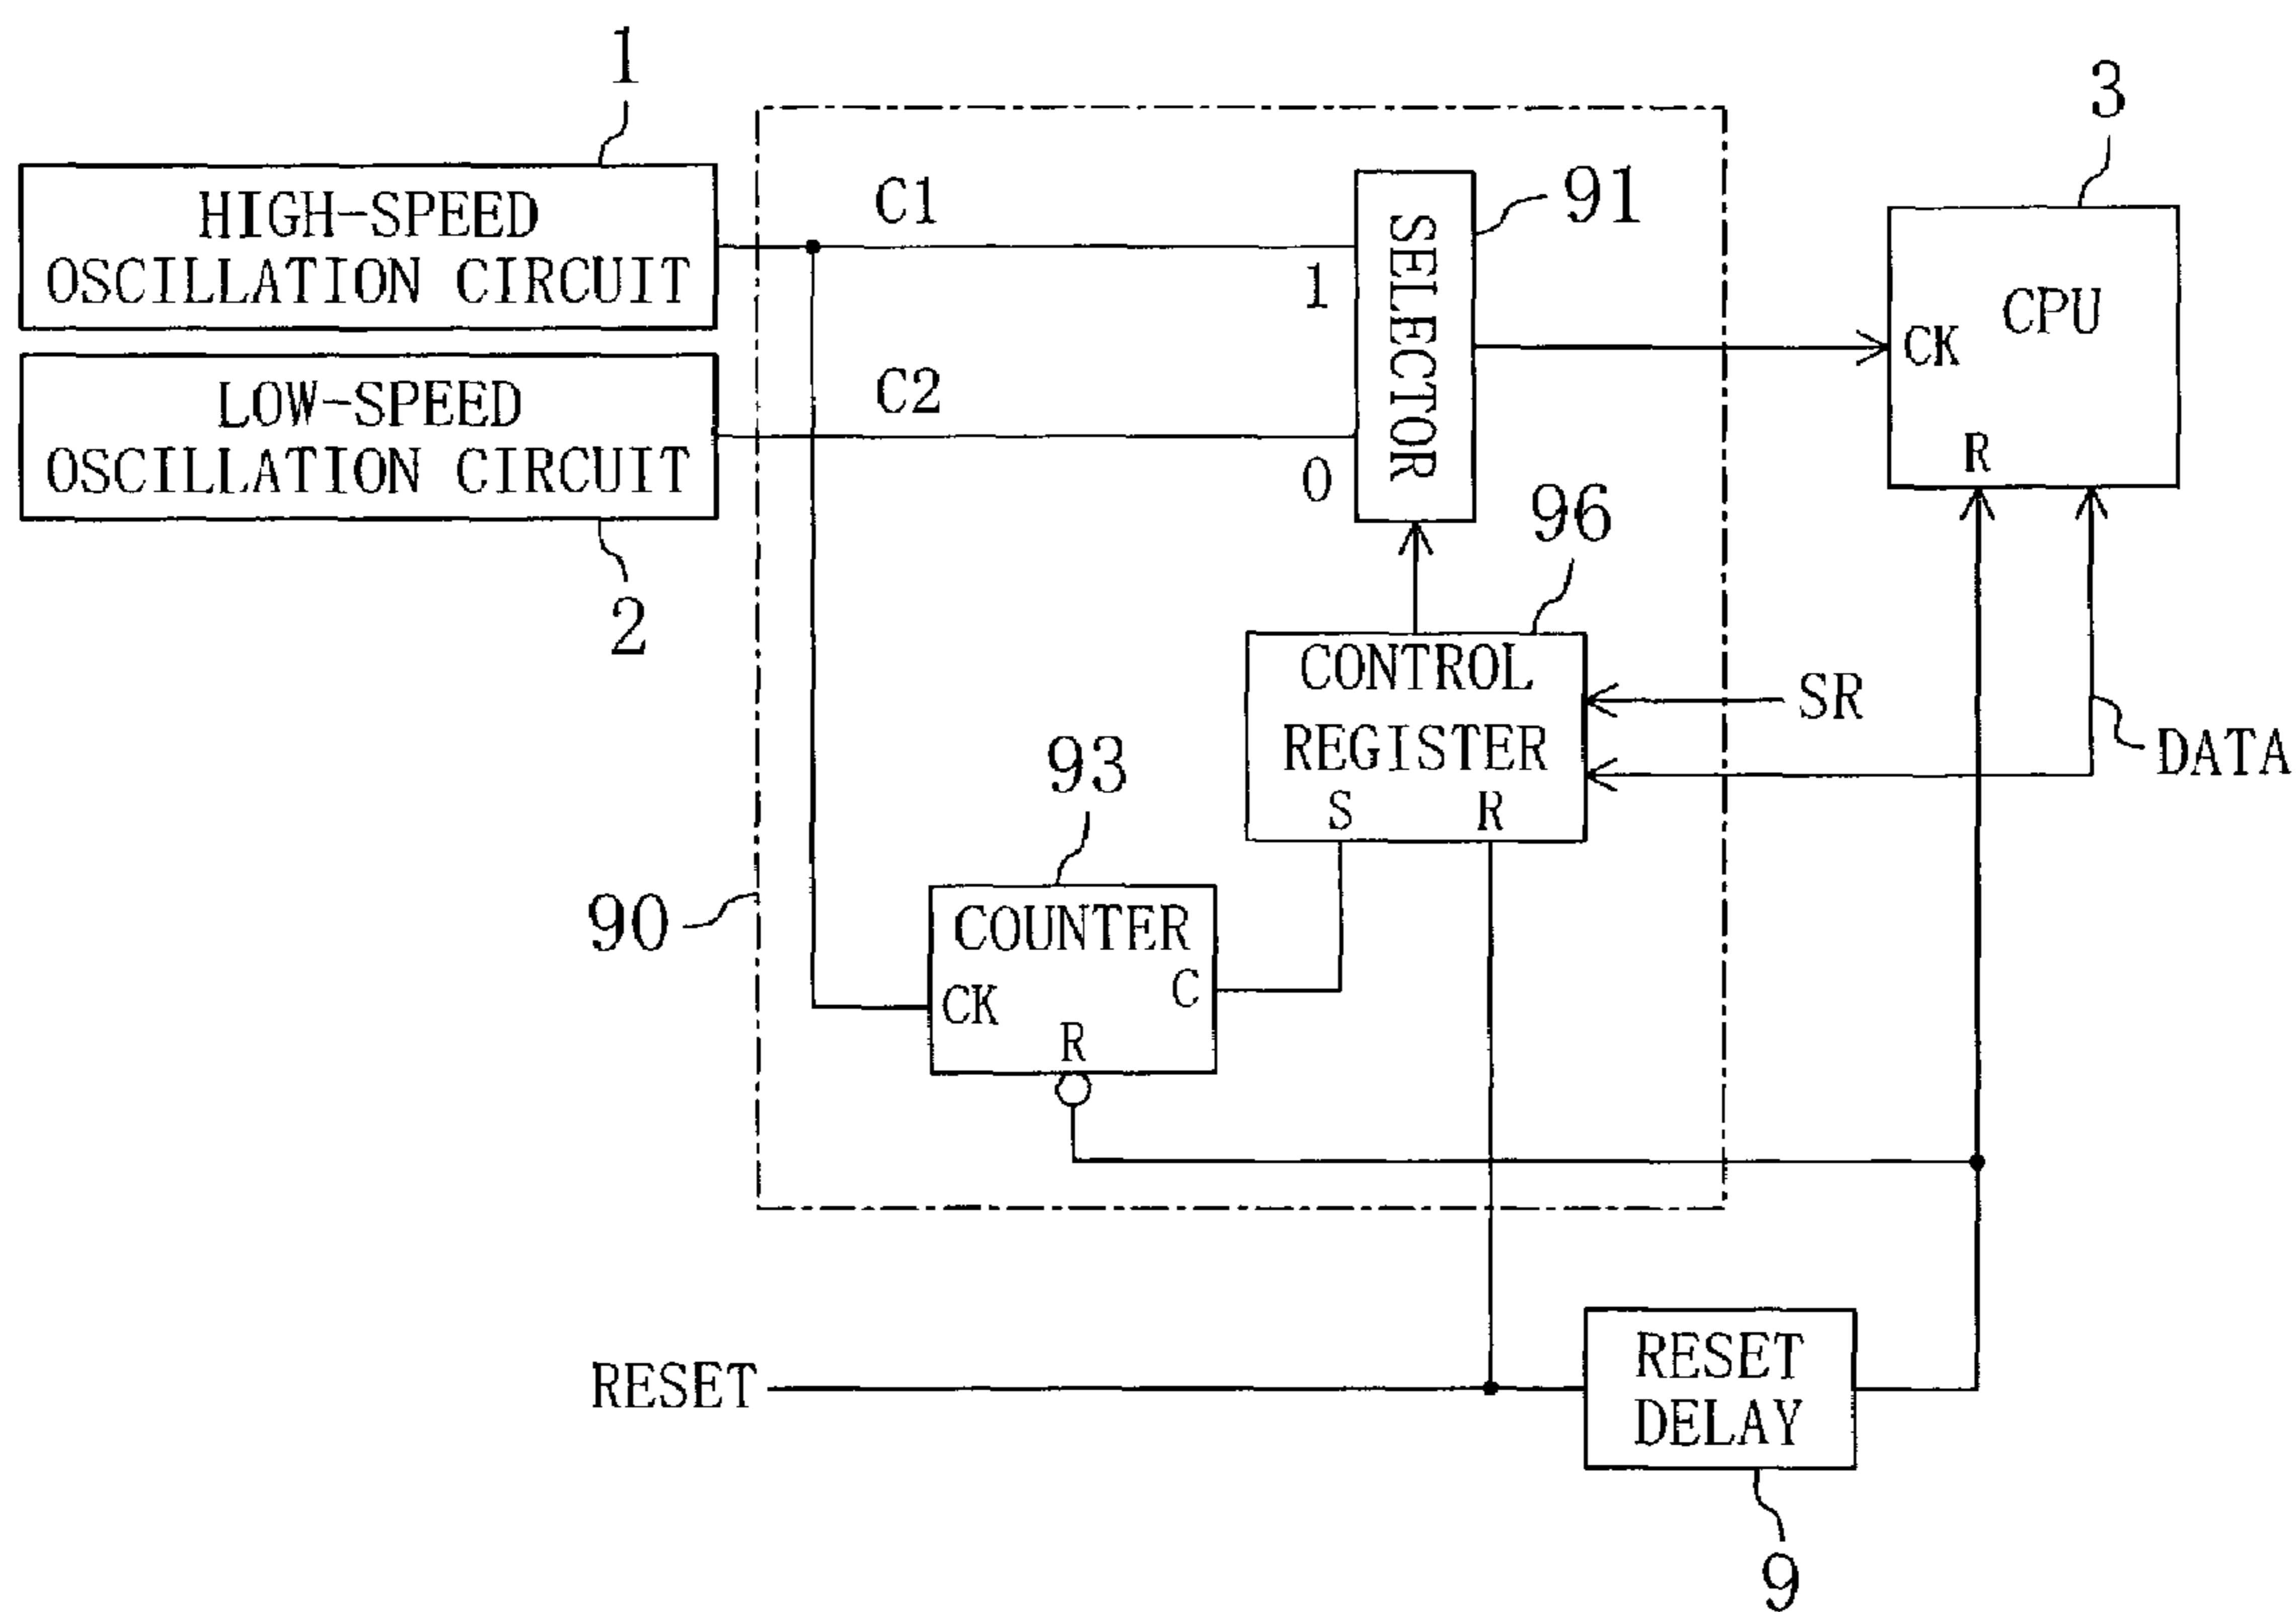 1
3
HIGH-SPEED
OSCILLATION CIRCUIT
C1
1
SELECTOR
91
CPU
CK
R
LOW-SPEED
OSCILLATION CIRCUIT
C2
0
2
96
CONTROL
REGISTER
S R
SR
DATA
93
COUNTER
CK
C
R
90
RESET
RESET
DELAY
9